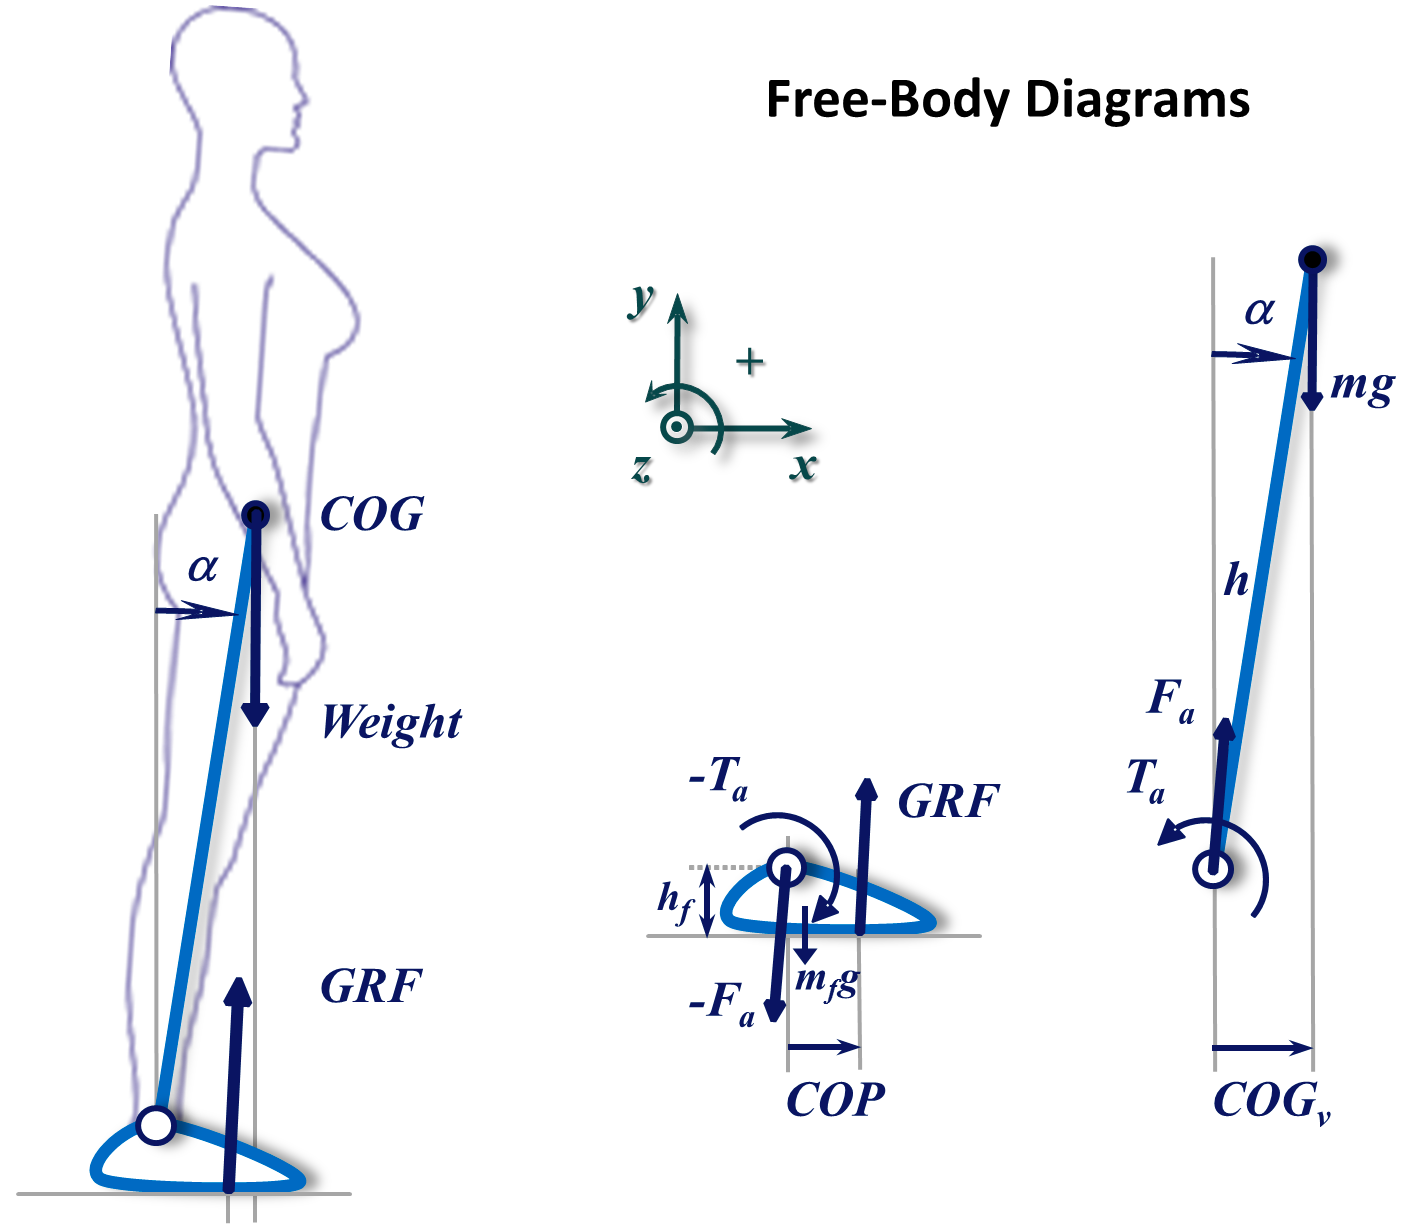 Free-Body Diagrams
COG
α
Weight
GRF
y
+
z
x
-Ta
GRF
hf
mfg
-Fa
COP
α
mg
h
Fa
Ta
COGv